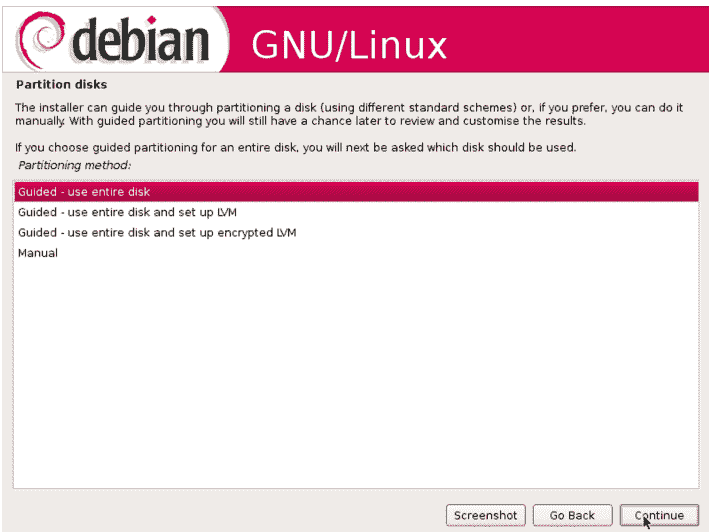 debian GNU/Linux
Partition disks
The installer can guide you through partitioning a disk (using different standard schemes) or, if you prefer, you can do it
manually. With guided partitioning you will still have a chance later to review and customise the results.
If you choose guided partitioning for an entire disk, you will next be asked which disk should be used.
Partitioning method:
Guided - use entire disk
Guided - use entire disk and set up LVM
Guided - use entire disk and set up encrypted LVM
Manual
Screenshot Go Back Continue